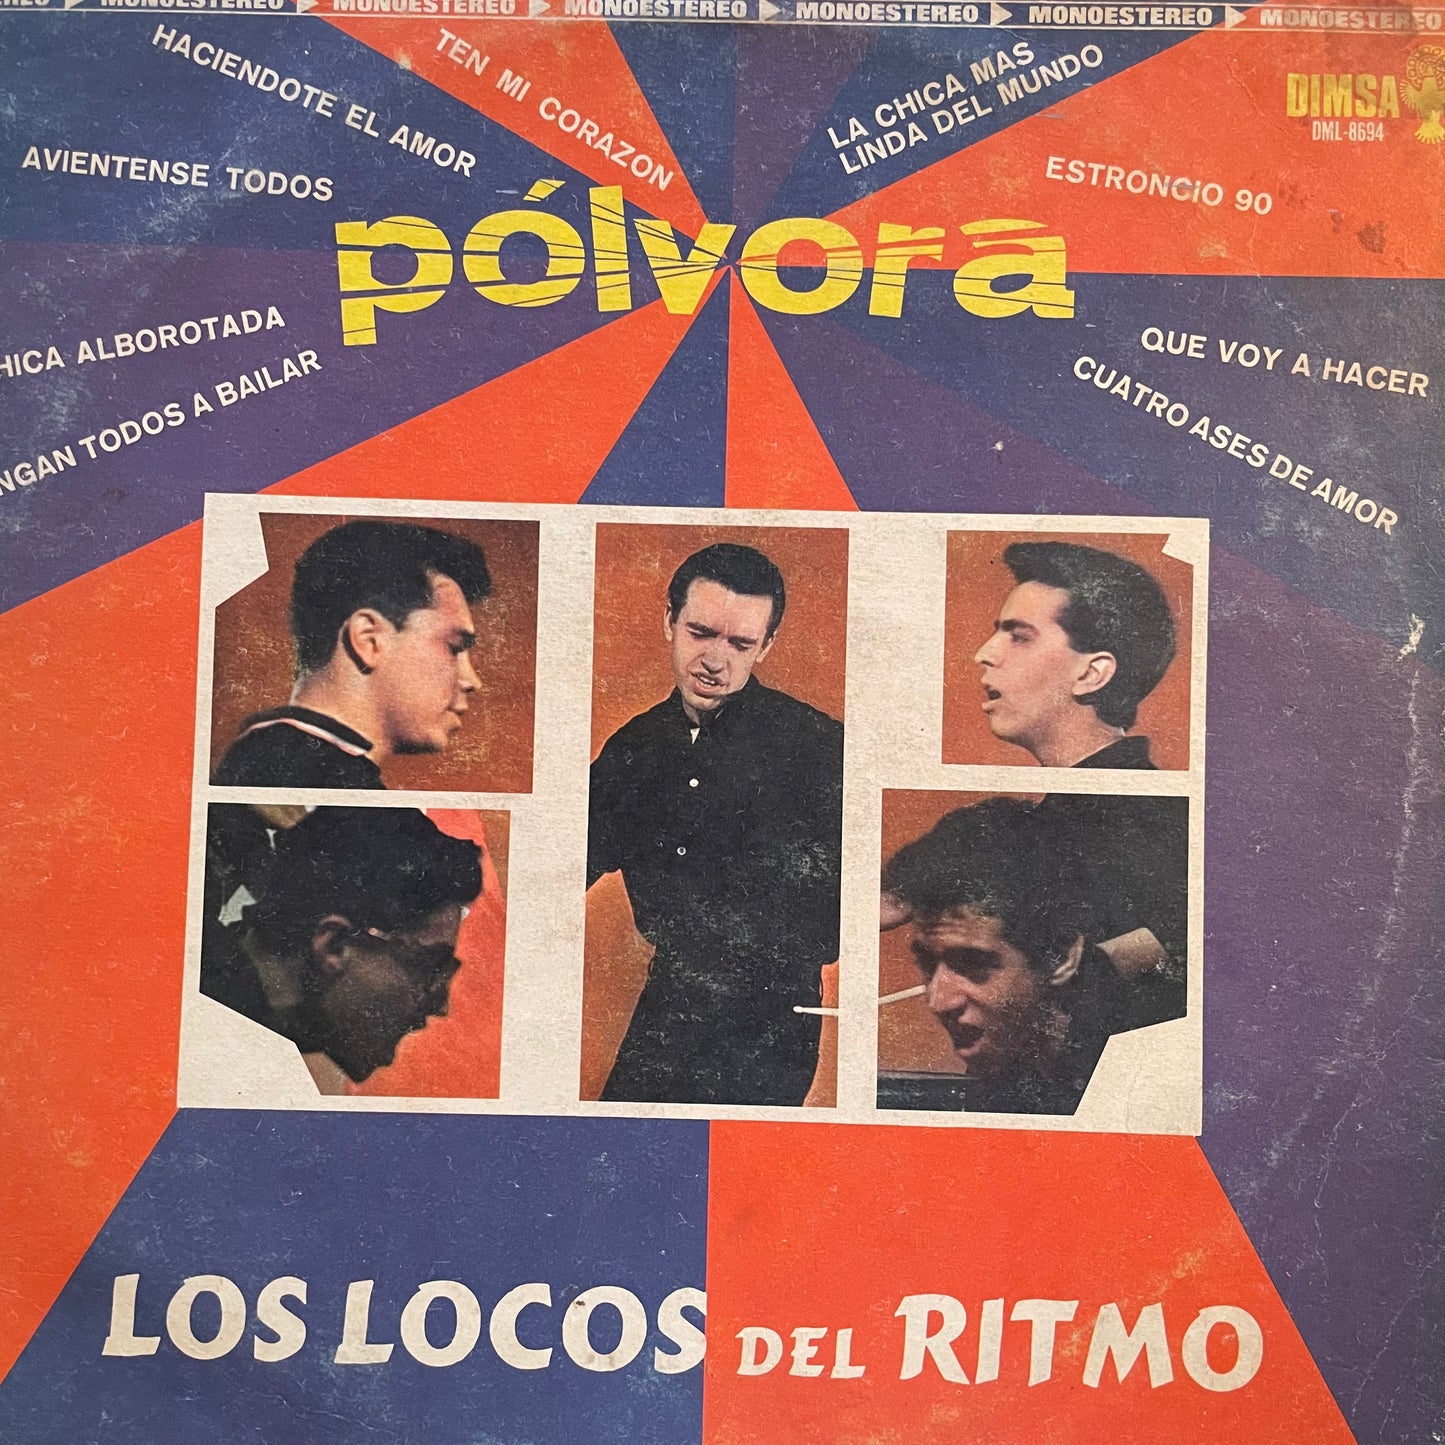 MONOESTEREO MONOESTEREO MONOESTEREO MONOESTEREO MONOESTEREO
HACIENDOTE EL AMOR
TEN MI CORAZON
LA CHICA MAS
LINDA DEL MUNDO
DIMSA
DML-8694
AVIENTENSE TODOS
ESTRONCIO 90
pólvora
HICA ALBOROTADA
NGAN TODOS A BAILAR
QUE VOY A HACER
CUATRO ASES DE AMOR
LOS LOCOS DEL RITMO